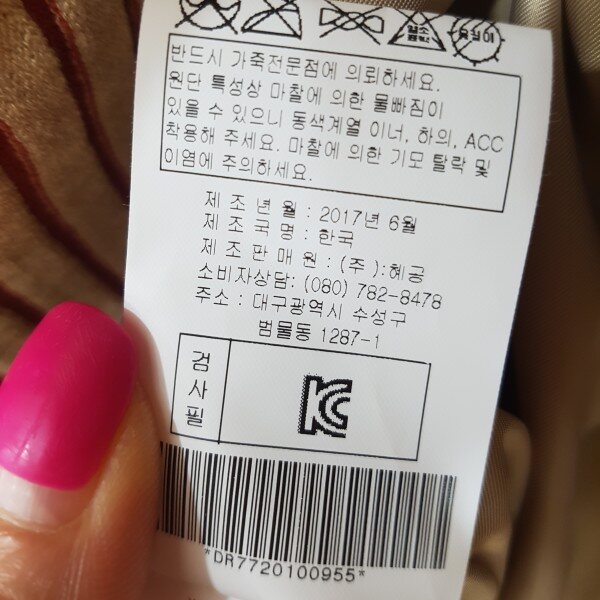 염소
표백
반드시 가죽전문점에 의뢰하세요.
원단 특성상 마찰에 의한 물빠짐이
있을 수 있으니 동색계열 이너, 하의, ACC
착용해 주세요. 마찰에 의한 기모 탈락 및
이염에 주의하세요.
제 조 년 월 : 2017년 6월
제 조 국 명 : 한국
제 조 판 매 원 : (주 ):혜공
소비자상담: (080) 782-8478
주소 : 대구광역시 수성구
범물동 1287-1
검사필
KC
*DR7720100955*